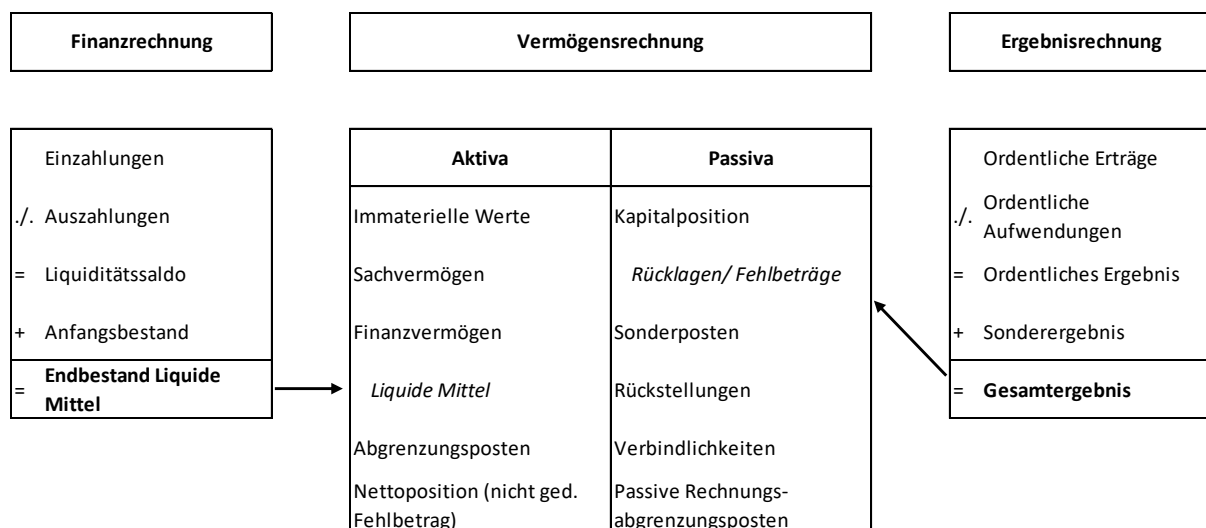 Finanzrechnung
Vermögensrechnung
Ergebnisrechnung
Einzahlungen
./. Auszahlungen
= Liquiditätssaldo
+ Anfangsbestand
= Endbestand Liquide
Mittel
Aktiva
Passiva
Immaterielle Werte
Kapitalposition
Sachvermögen
Rücklagen/ Fehlbeträge
Finanzvermögen
Sonderposten
Liquide Mittel
Rückstellungen
Abgrenzungsposten
Verbindlichkeiten
Nettoposition (nicht ged.
Fehlbetrag)
Passive Rechnungs-
abgrenzungsposten
Ordentliche Erträge
./. Ordentliche
Aufwendungen
= Ordentliches Ergebnis
+ Sonderergebnis
= Gesamtergebnis